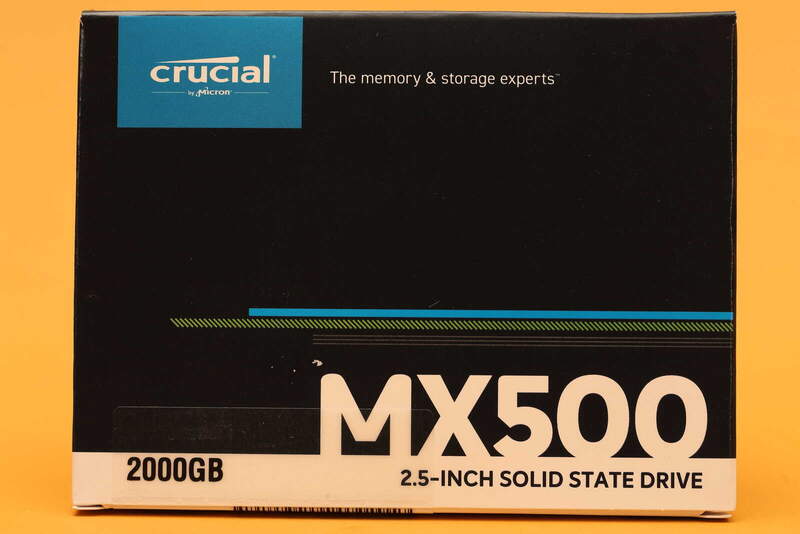 crucial
by Micron
The memory & storage experts™
MX500
2000GB
2.5-INCH SOLID STATE DRIVE